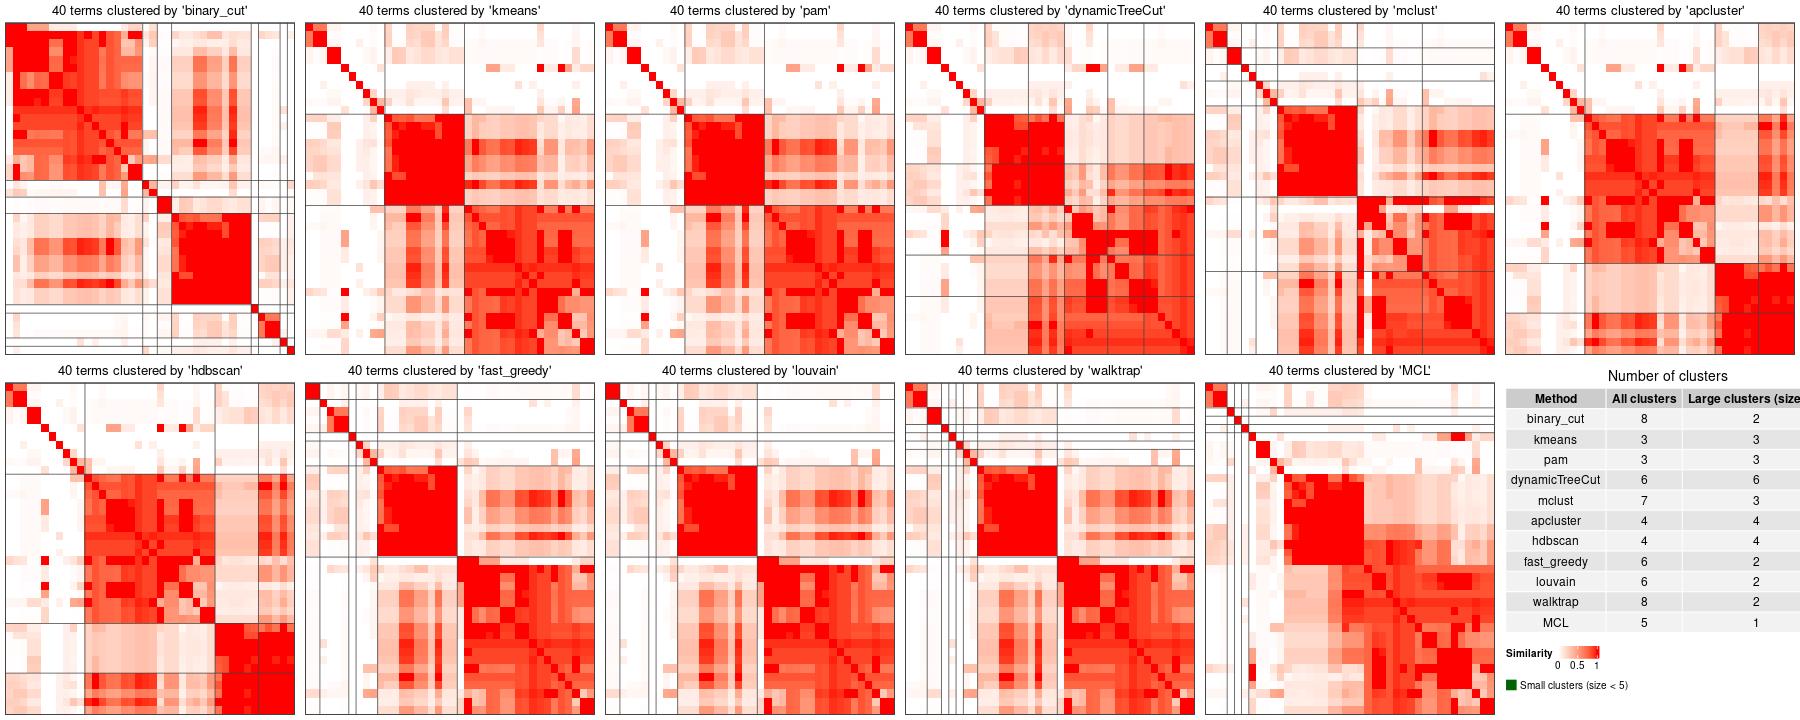 40 terms clustered by 'binary_cut'
40 terms clustered by 'kmeans'
40 terms clustered by 'pam'
40 terms clustered by 'dynamicTreeCut'
40 terms clustered by 'mclust'
40 terms clustered by 'apcluster'
40 terms clustered by 'hdbscan'
40 terms clustered by 'fast_greedy'
40 terms clustered by 'louvain'
40 terms clustered by 'walktrap'
40 terms clustered by 'MCL'
Number of clusters
Method All clusters Large clusters (size
binary_cut 8 2
kmeans 3 3
pam 3 3
dynamicTreeCut 6 6
mclust 7 3
apcluster 4 4
hdbscan 4 4
fast_greedy 6 2
louvain 6 2
walktrap 8 2
MCL 5 1
Similarity
0 0.5 1
Small clusters (size < 5)